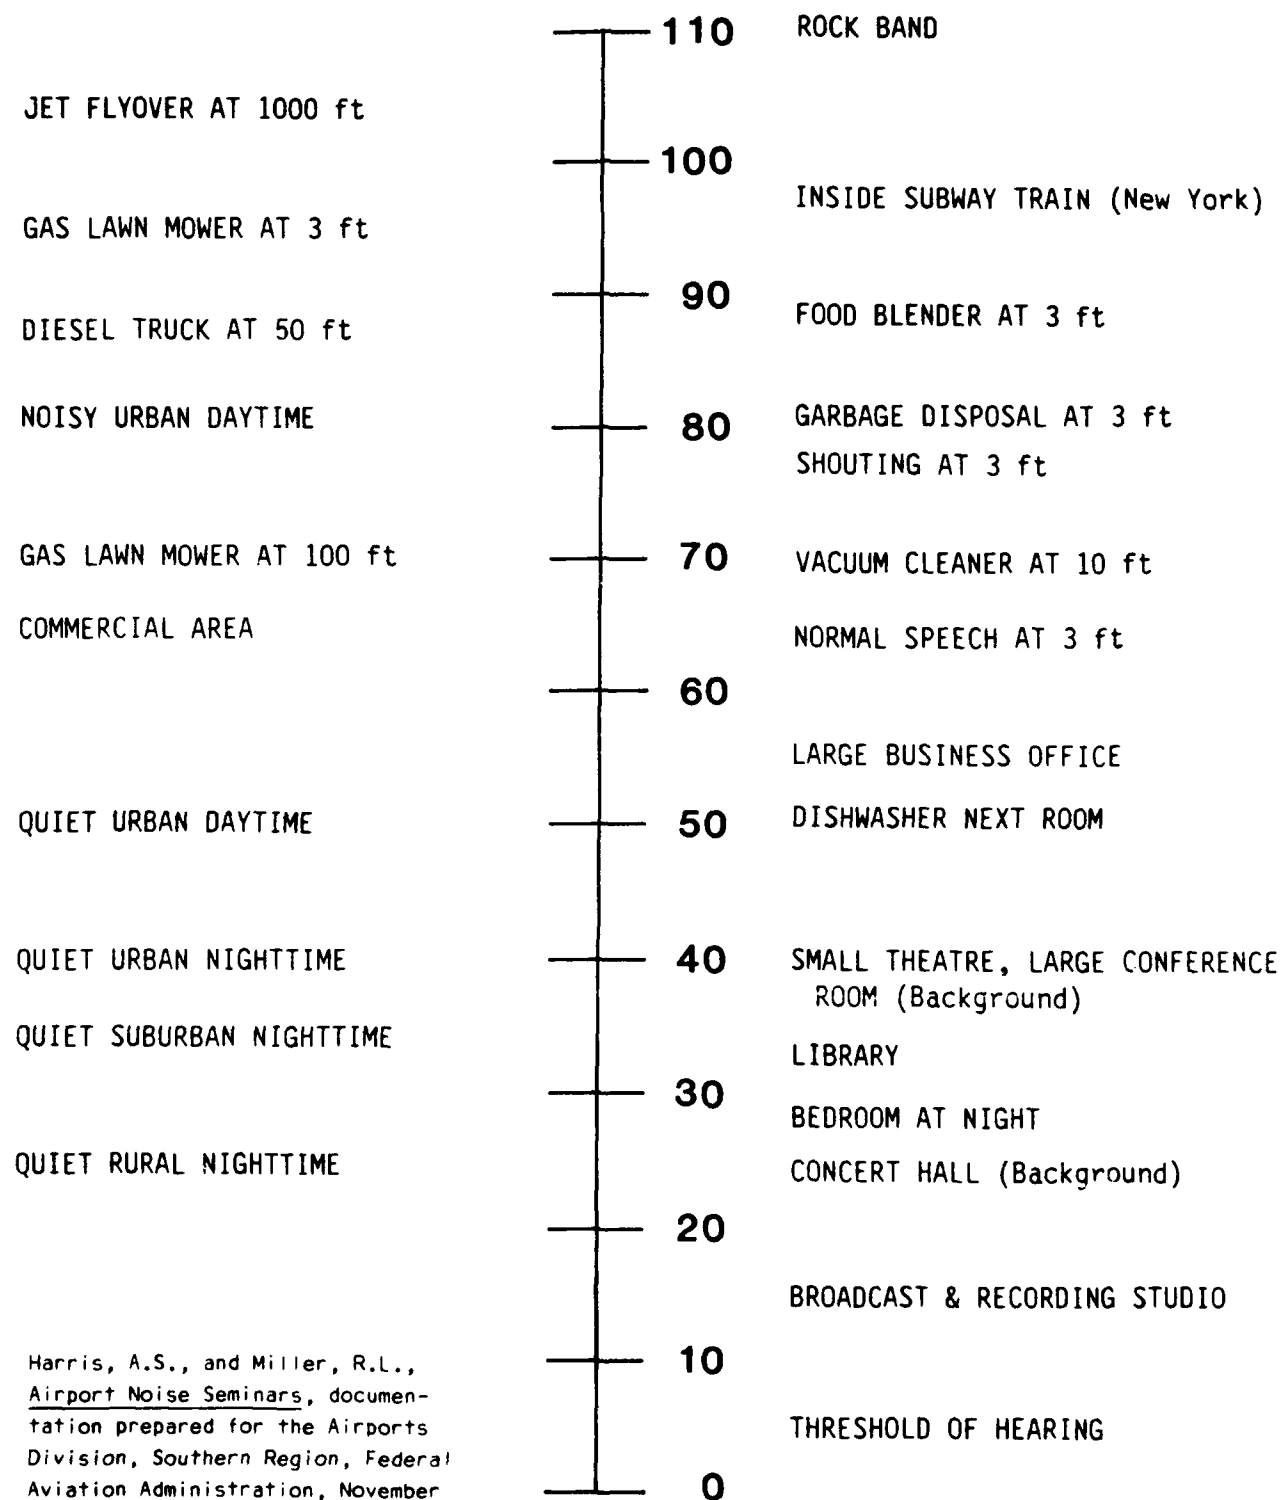 110 ROCK BAND
JET FLYOVER AT 1000 ft
100
INSIDE SUBWAY TRAIN (New York)
GAS LAWN MOWER AT 3 ft
90
FOOD BLENDER AT 3 ft
DIESEL TRUCK AT 50 ft
NOISY URBAN DAYTIME 80 GARBAGE DISPOSAL AT 3 ft
SHOUTING AT 3 ft
GAS LAWN MOWER AT 100 ft 70 VACUUM CLEANER AT 10 ft
COMMERCIAL AREA NORMAL SPEECH AT 3 ft
60
LARGE BUSINESS OFFICE
QUIET URBAN DAYTIME 50 DISHWASHER NEXT ROOM
QUIET URBAN NIGHTTIME 40 SMALL THEATRE, LARGE CONFERENCE
ROOM (Background)
QUIET SUBURBAN NIGHTTIME
LIBRARY
30
BEDROOM AT NIGHT
QUIET RURAL NIGHTTIME CONCERT HALL (Background)
20
BROADCAST & RECORDING STUDIO
10
THRESHOLD OF HEARING
0
Harris, A.S., and Miller, R.L.,
Airport Noise Seminars, documen-
tation prepared for the Airports
Division, Southern Region, Federal
Aviation Administration, November